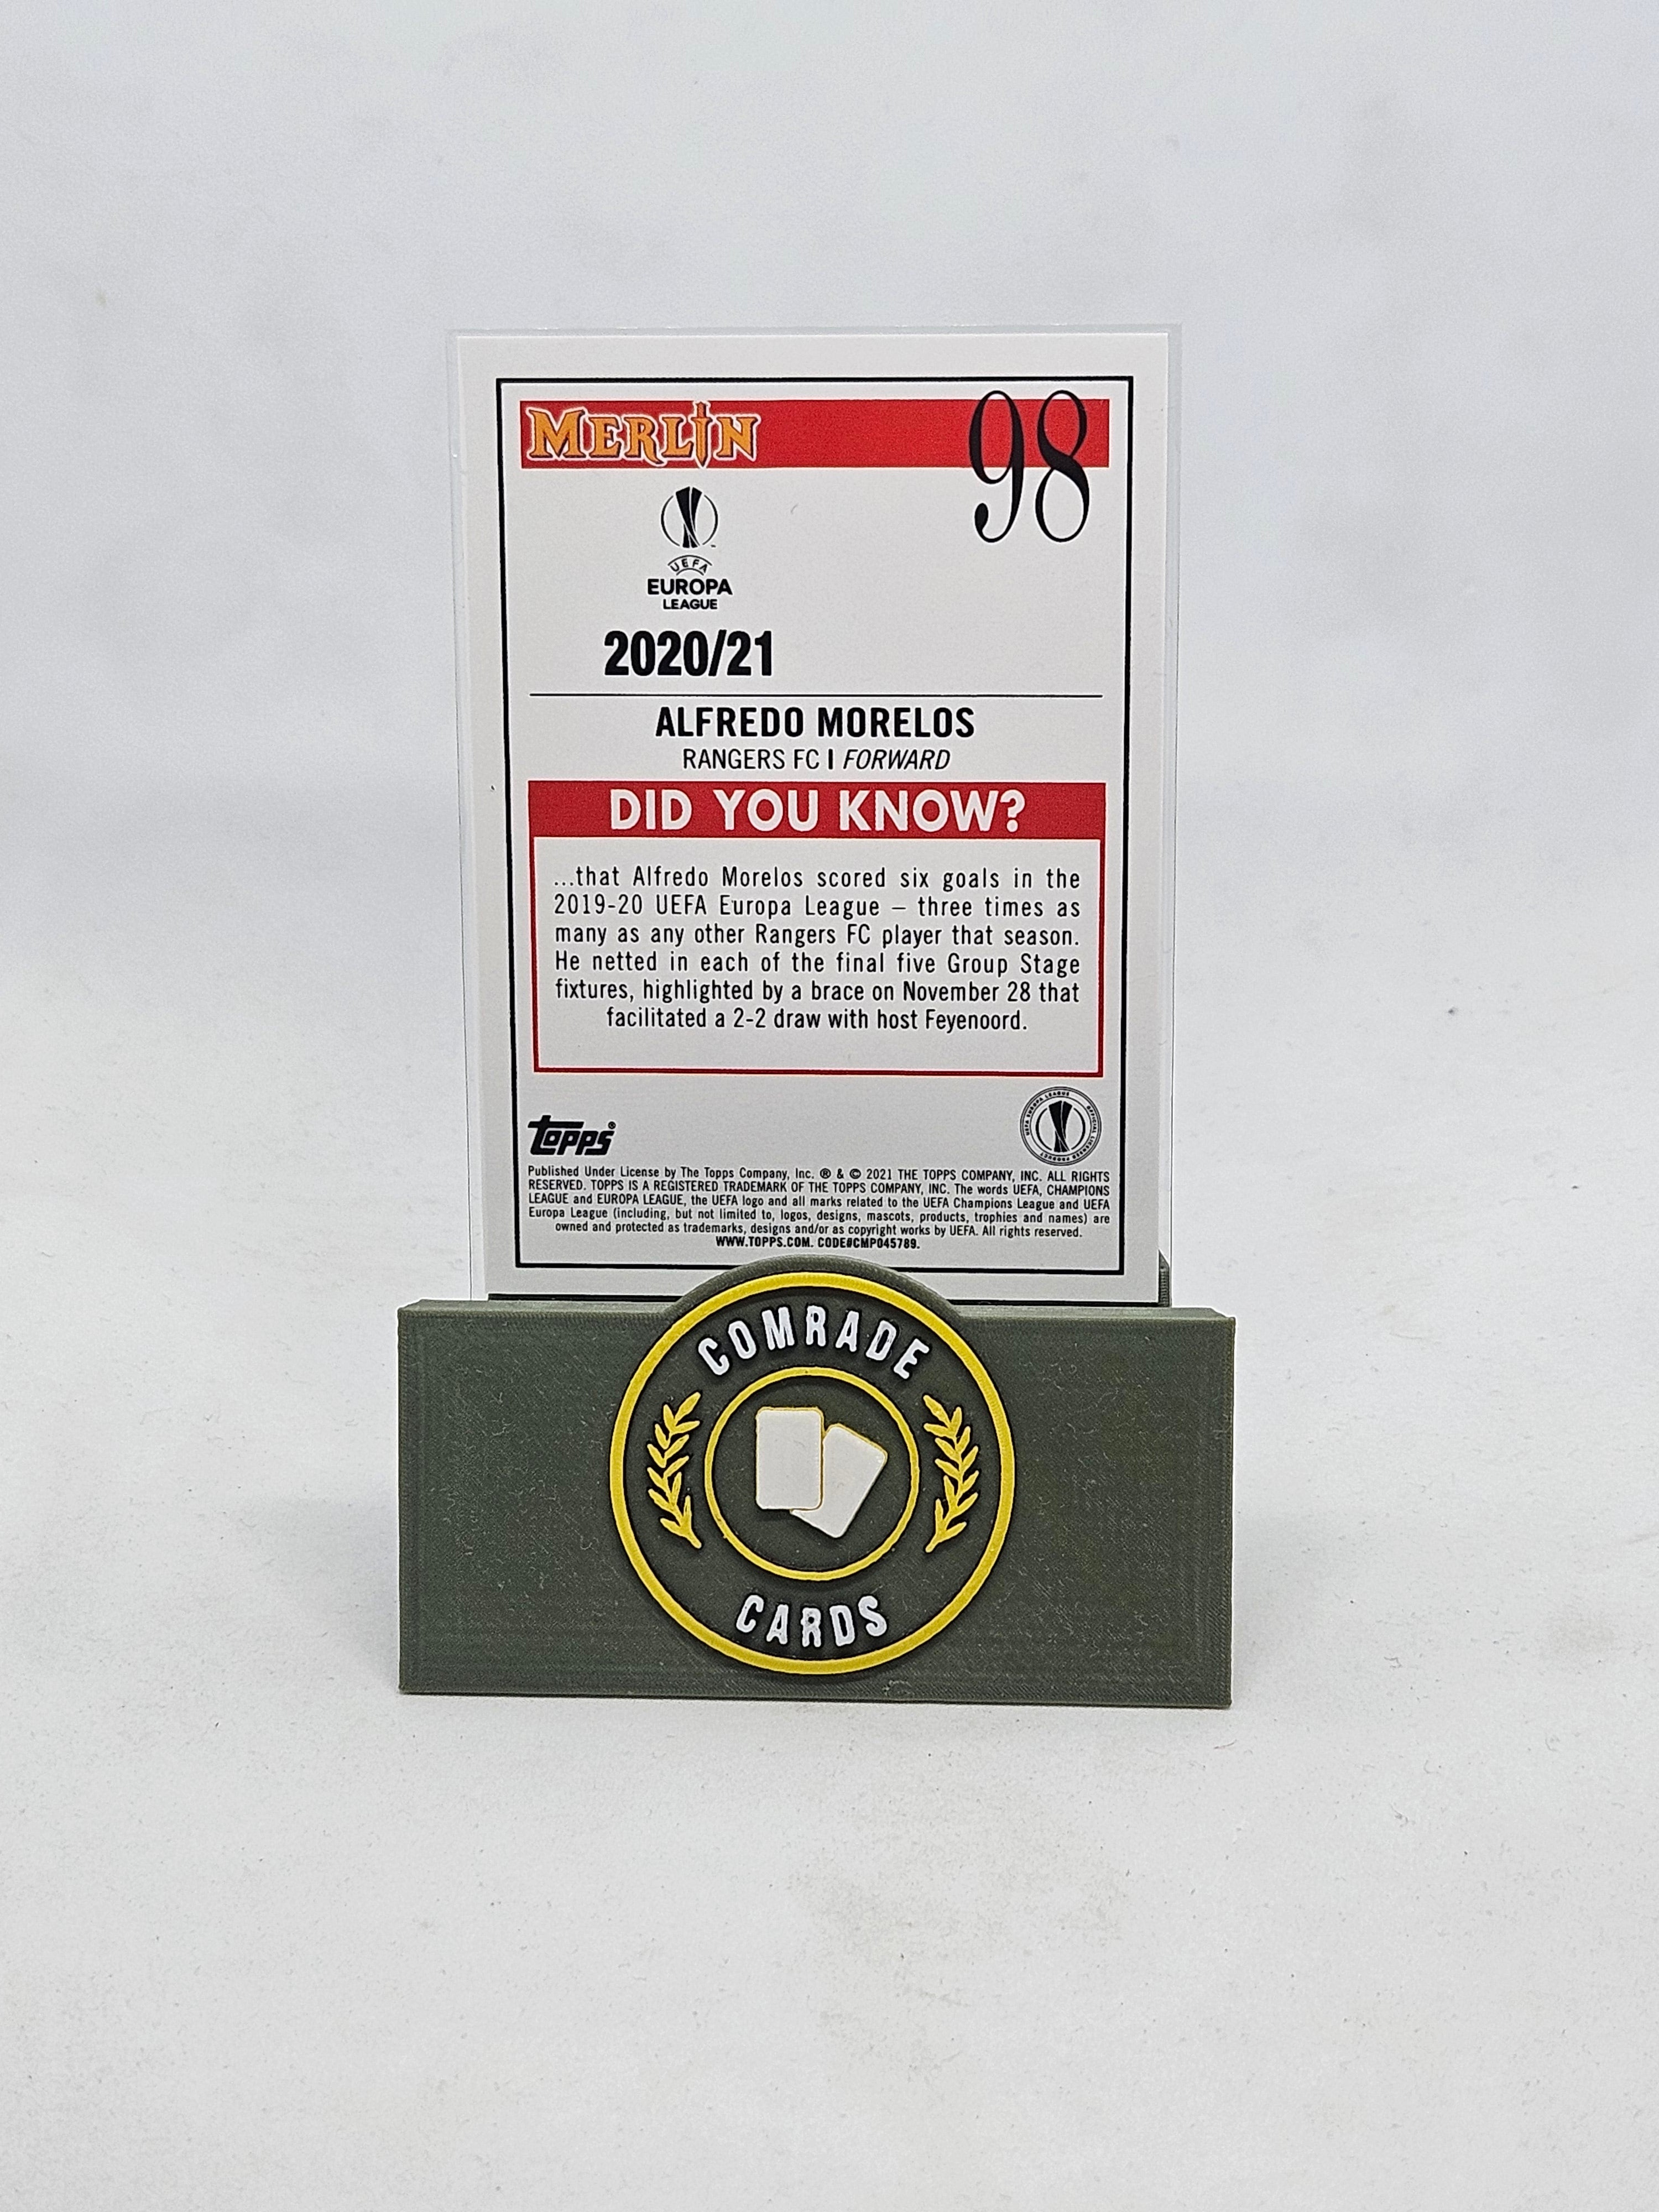 MERLIN
98
UEFA
EUROPA
LEAGUE
2020/21
ALFREDO MORELOS
RANGERS FC | FORWARD
DID YOU KNOW?
...that Alfredo Morelos scored six goals in the
2019-20 UEFA Europa League – three times as
many as any other Rangers FC player that season.
He netted in each of the final five Group Stage
fixtures, highlighted by a brace on November 28 that
facilitated a 2-2 draw with host Feyenoord.
topps®
UEFA EUROPA LEAGUE OFFICIAL LICENSED PRODUCT
Published Under License by The Topps Company, Inc. ® & © 2021 THE TOPPS COMPANY, INC. ALL RIGHTS
RESERVED. TOPPS IS A REGISTERED TRADEMARK OF THE TOPPS COMPANY, INC. The words UEFA, CHAMPIONS
LEAGUE and EUROPA LEAGUE, the UEFA logo and all marks related to the UEFA Champions League and UEFA
Europa League (including, but not limited to, logos, designs, mascots, products, trophies and names) are
owned and protected as trademarks, designs and/or as copyright works by UEFA. All rights reserved.
WWW.TOPPS.COM. CODE#CMP045789.
COMRADE
CARDS